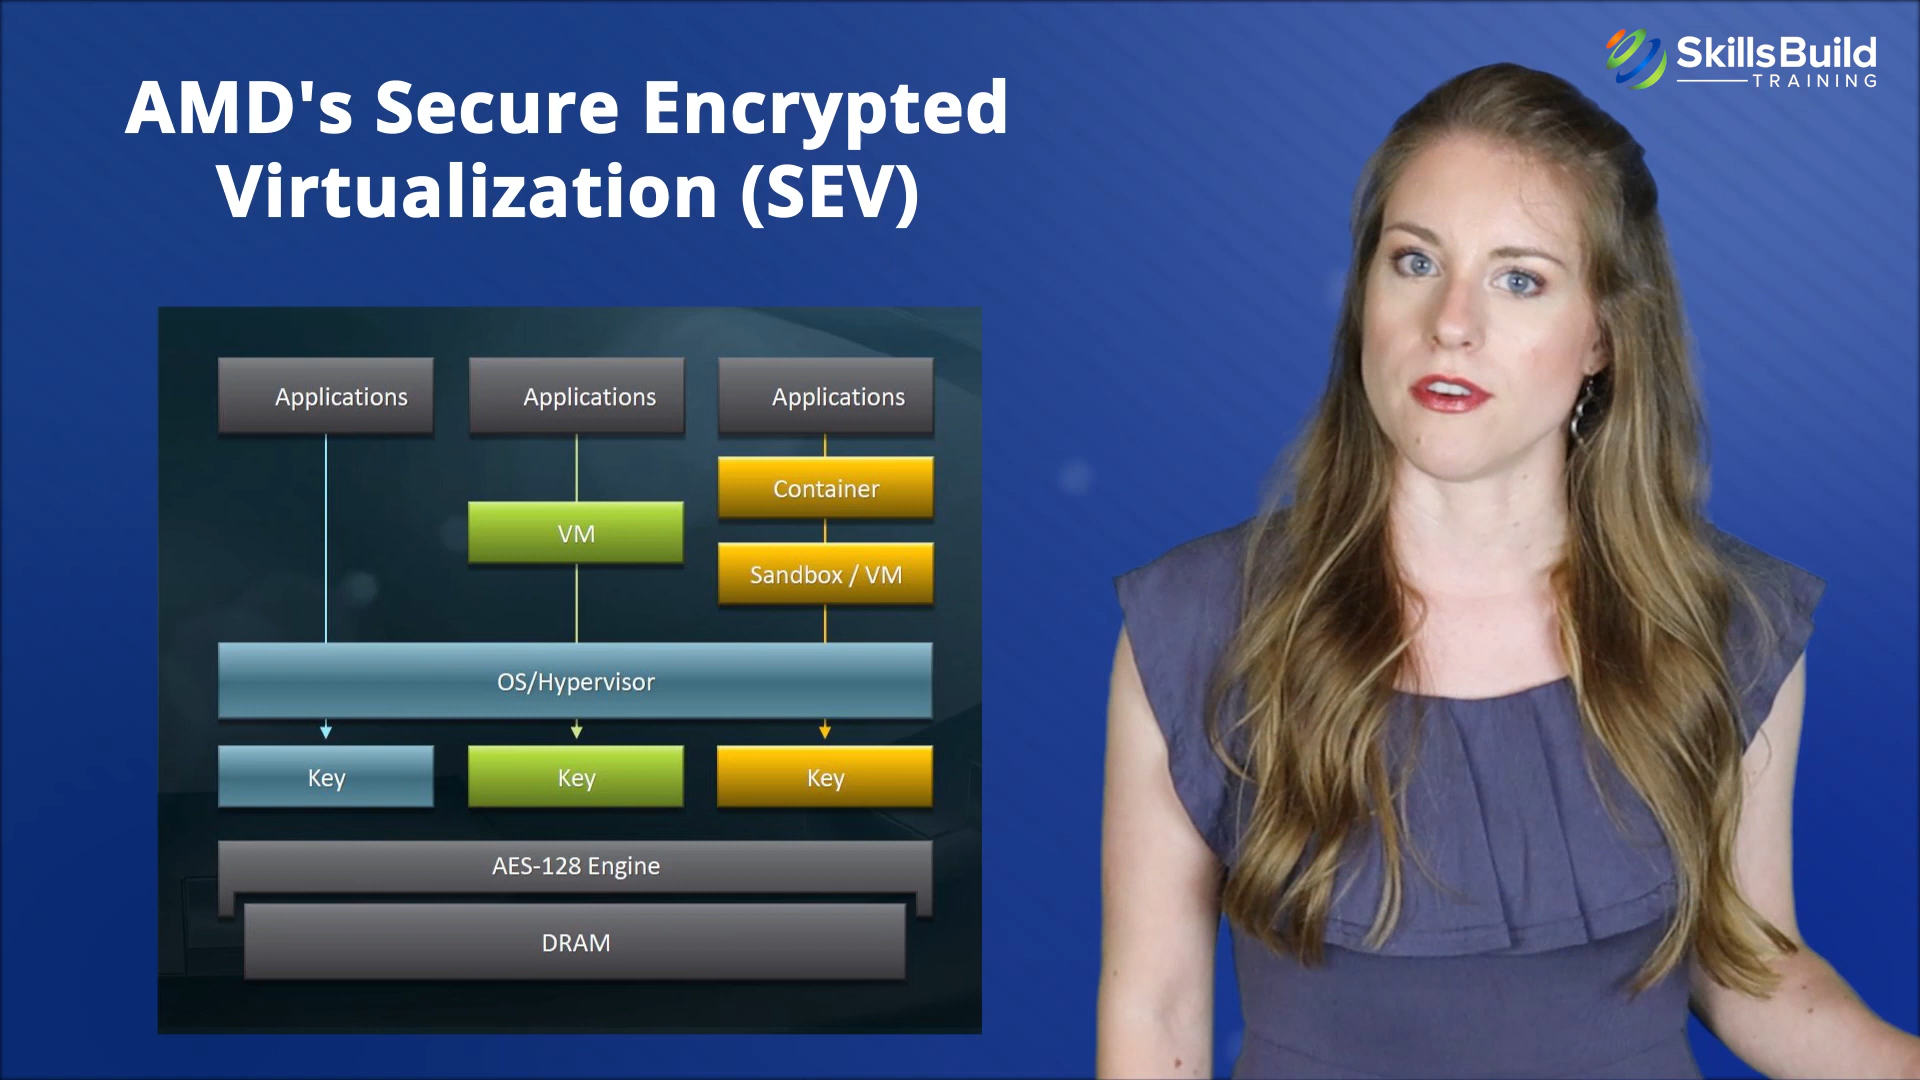 SkillsBuild
TRAINING
AMD's Secure Encrypted
Virtualization (SEV)
Applications
Applications
Applications
Container
VM
Sandbox / VM
OS/Hypervisor
Key
Key
Key
AES-128 Engine
DRAM